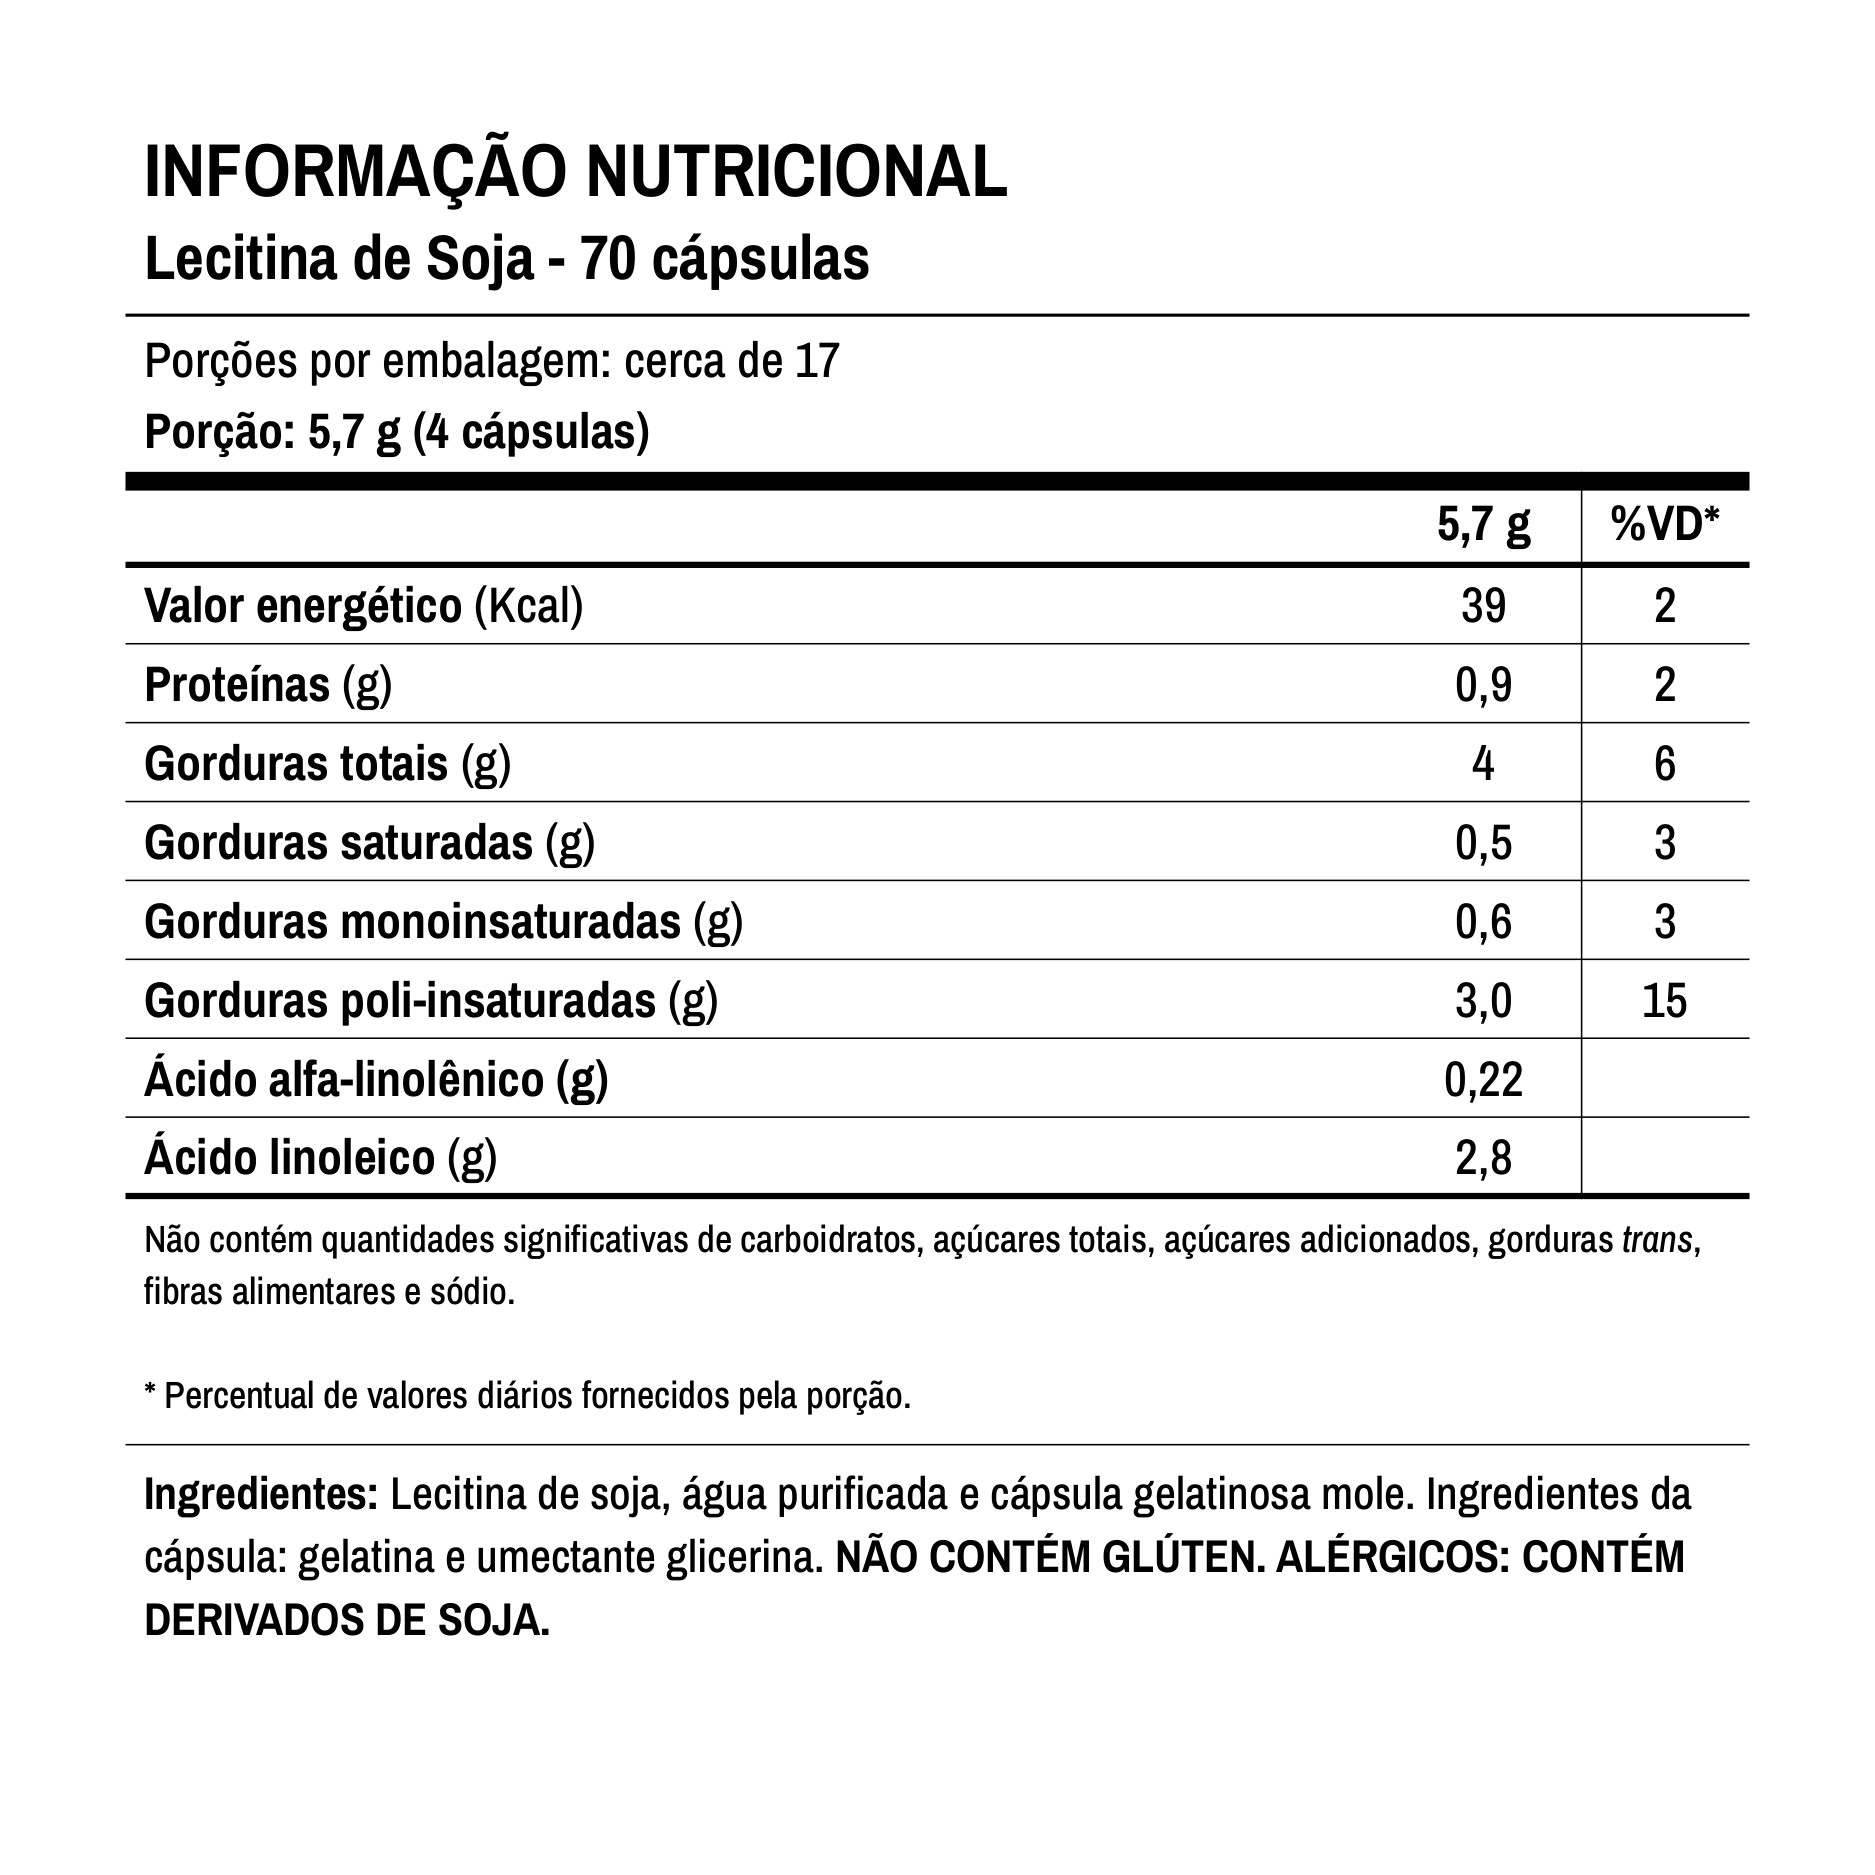 INFORMAÇÃO NUTRICIONAL
Lecitina de Soja - 70 cápsulas
Porções por embalagem: cerca de 17
Porção: 5,7 g (4 cápsulas)
5,7 g %VD*
Valor energético (Kcal) 39 2
Proteínas (g) 0,9 2
Gorduras totais (g) 4 6
Gorduras saturadas (g) 0,5 3
Gorduras monoinsaturadas (g) 0,6 3
Gorduras poli-insaturadas (g) 3,0 15
Ácido alfa-linolênico (g) 0,22
Ácido linoleico (g) 2,8
Não contém quantidades significativas de carboidratos, açúcares totais, açúcares adicionados, gorduras trans,
fibras alimentares e sódio.
* Percentual de valores diários fornecidos pela porção.
Ingredientes: Lecitina de soja, água purificada e cápsula gelatinosa mole. Ingredientes da
cápsula: gelatina e umectante glicerina. NÃO CONTÉM GLÚTEN. ALÉRGICOS: CONTÉM
DERIVADOS DE SOJA.